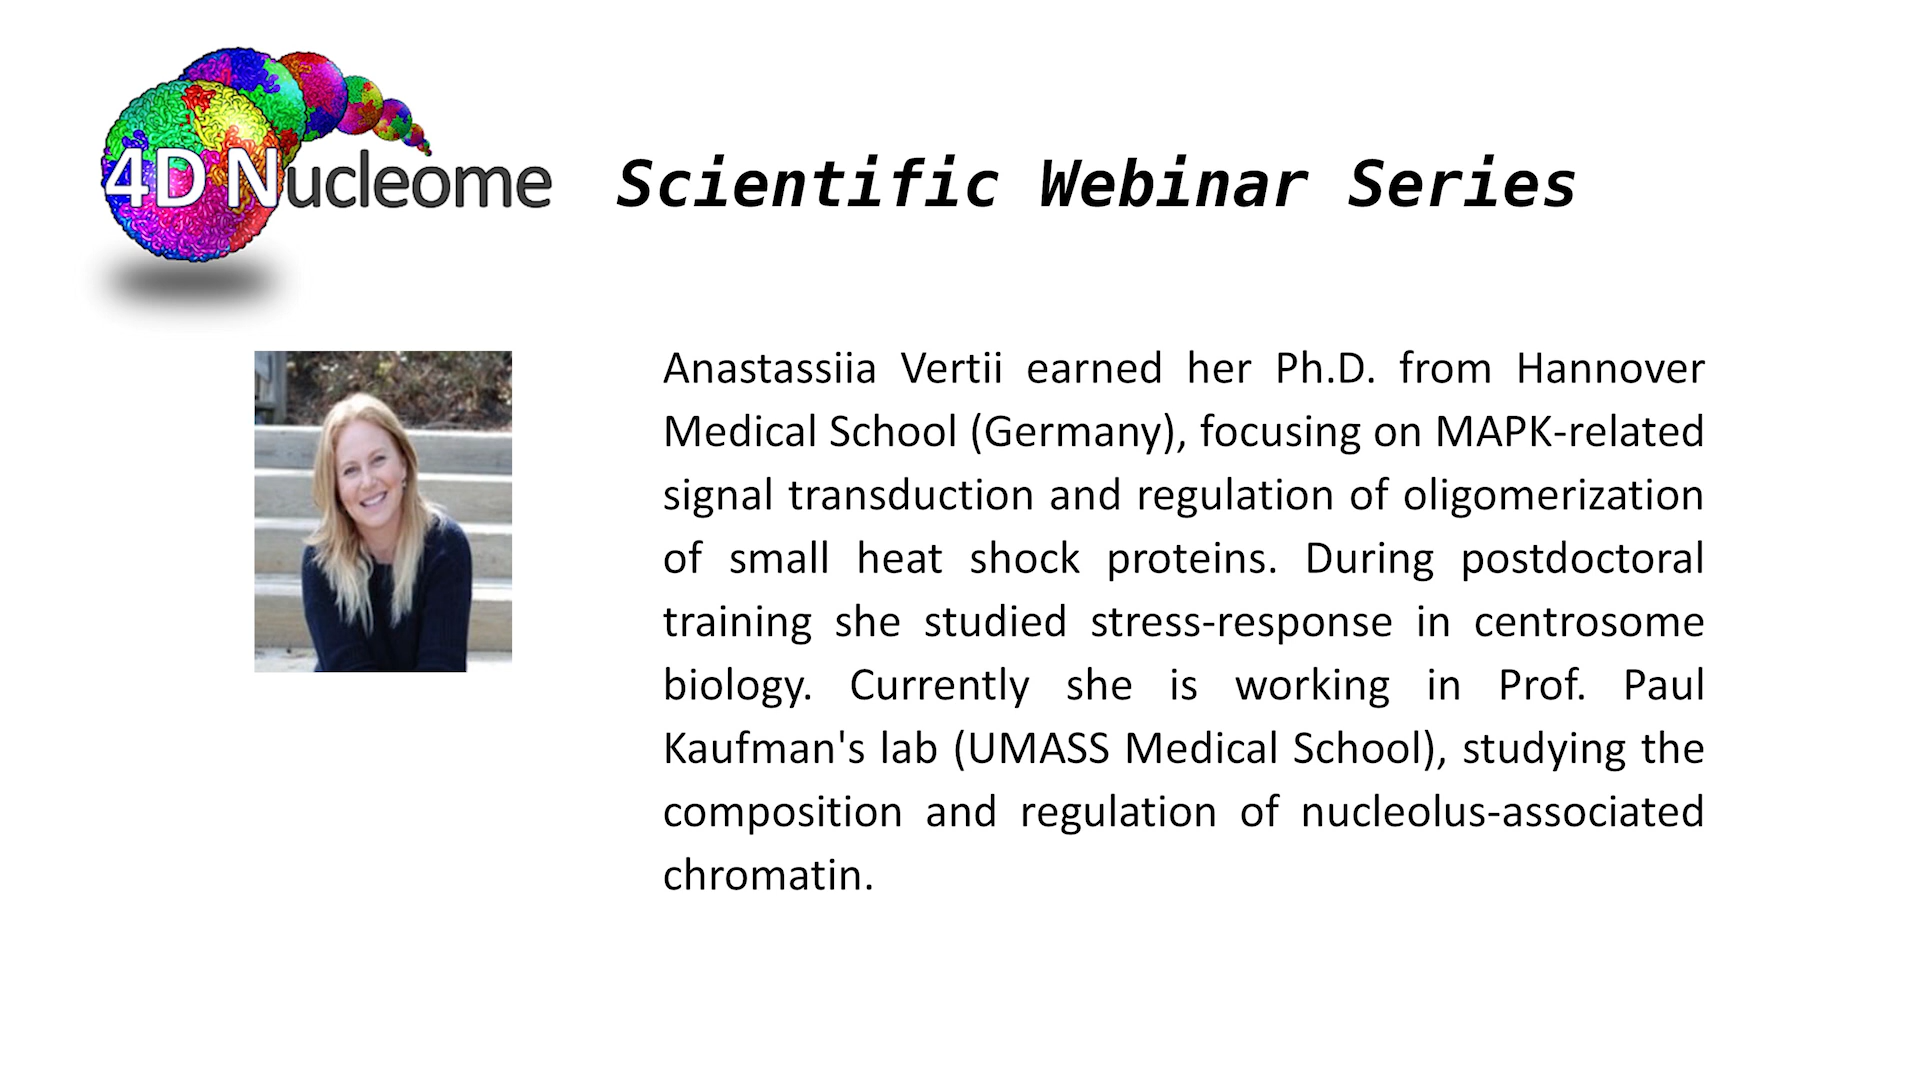 4D Nucleome
Scientific Webinar Series
Anastassiia Vertii earned her Ph.D. from Hannover
Medical School (Germany), focusing on MAPK-related
signal transduction and regulation of oligomerization
of small heat shock proteins. During postdoctoral
training she studied stress-response in centrosome
biology. Currently she is working in Prof. Paul
Kaufman's lab (UMASS Medical School), studying the
composition and regulation of nucleolus-associated
chromatin.